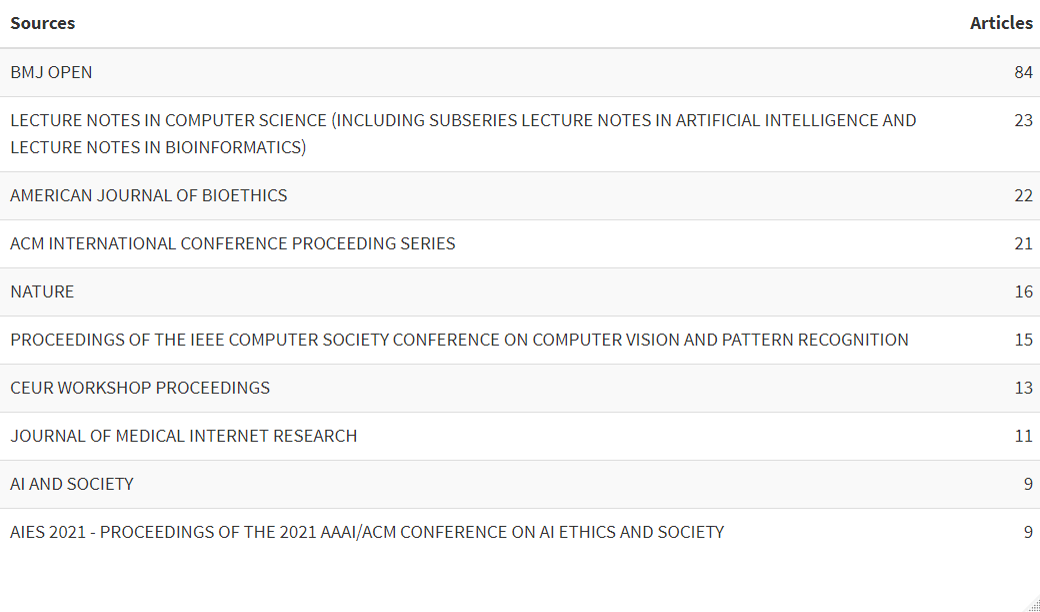 Sources Articles
BMJ OPEN 84
LECTURE NOTES IN COMPUTER SCIENCE (INCLUDING SUBSERIES LECTURE NOTES IN ARTIFICIAL INTELLIGENCE AND 23
LECTURE NOTES IN BIOINFORMATICS)
AMERICAN JOURNAL OF BIOETHICS 22
ACM INTERNATIONAL CONFERENCE PROCEEDING SERIES 21
NATURE 16
PROCEEDINGS OF THE IEEE COMPUTER SOCIETY CONFERENCE ON COMPUTER VISION AND PATTERN RECOGNITION 15
CEUR WORKSHOP PROCEEDINGS 13
JOURNAL OF MEDICAL INTERNET RESEARCH 11
AI AND SOCIETY 9
AIES 2021 - PROCEEDINGS OF THE 2021 AAAI/ACM CONFERENCE ON AI ETHICS AND SOCIETY 9